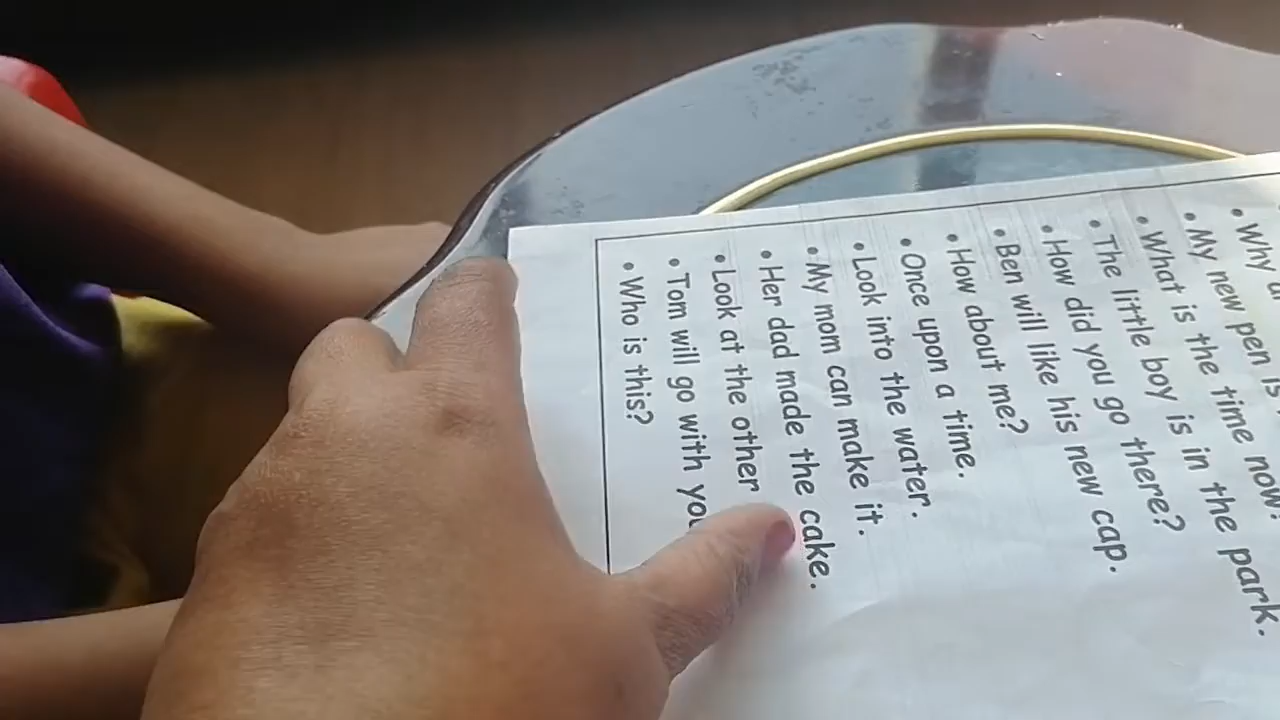 • Why
• My new pen is
• What is the time now?
• The little boy is in the park.
• How did you go there?
• Ben will like his new cap.
• How about me?
• Once upon a time.
• Look into the water.
• My mom can make it.
• Her dad made the cake.
• Look at the other
• Tom will go with you
• Who is this?